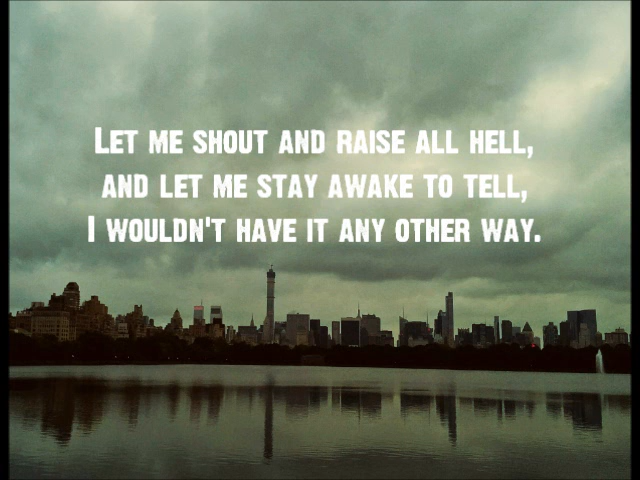 Let me shout and raise all hell,
and let me stay awake to tell,
I wouldn't have it any other way.